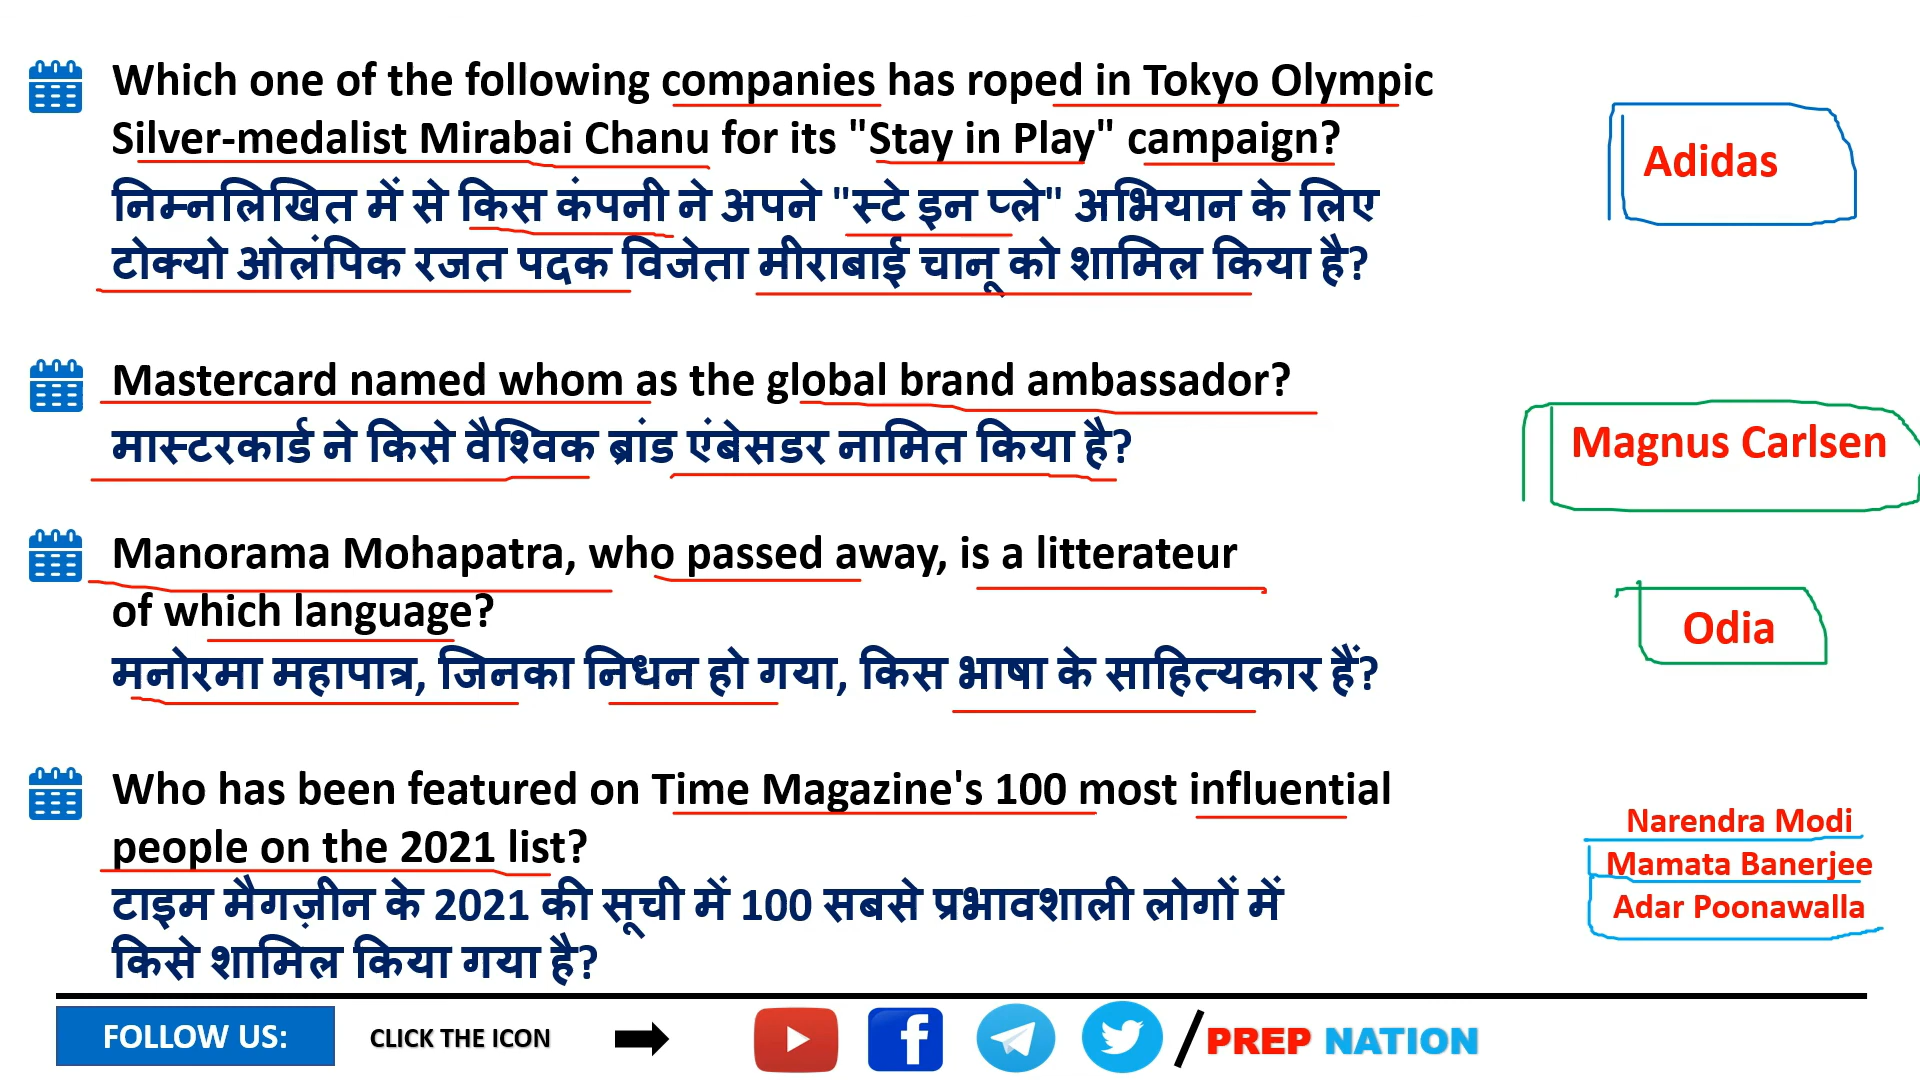 Which one of the following companies has roped in Tokyo Olympic
Silver-medalist Mirabai Chanu for its "Stay in Play" campaign?
निम्नलिखित में से किस कंपनी ने अपने "स्टे इन प्ले" अभियान के लिए
टोक्यो ओलंपिक रजत पदक विजेता मीराबाई चानू को शामिल किया है?
Adidas
Mastercard named whom as the global brand ambassador?
मास्टरकार्ड ने किसे वैश्विक ब्रांड एंबेसडर नामित किया है?
Magnus Carlsen
Manorama Mohapatra, who passed away, is a litterateur
of which language?
मनोरमा महापात्र, जिनका निधन हो गया, किस भाषा के साहित्यकार हैं?
Odia
Who has been featured on Time Magazine's 100 most influential
people on the 2021 list?
टाइम मैगज़ीन के 2021 की सूची में 100 सबसे प्रभावशाली लोगों में
किसे शामिल किया गया है?
Narendra Modi
Mamata Banerjee
Adar Poonawalla
FOLLOW US: CLICK THE ICON /PREP NATION